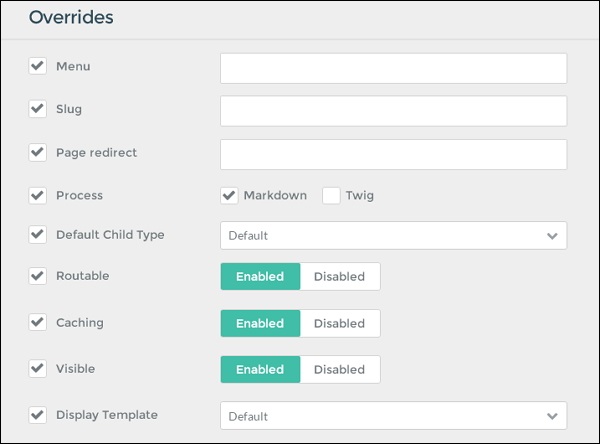 Overrides
Menu
Slug
Page redirect
Process Markdown Twig
Default Child Type Default
Routable Enabled Disabled
Caching Enabled Disabled
Visible Enabled Disabled
Display Template Default